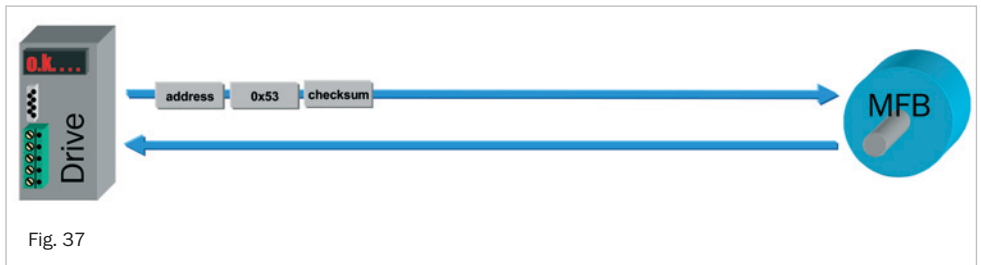 o.k....
Drive
address 0x53 checksum
MFB
Fig. 37